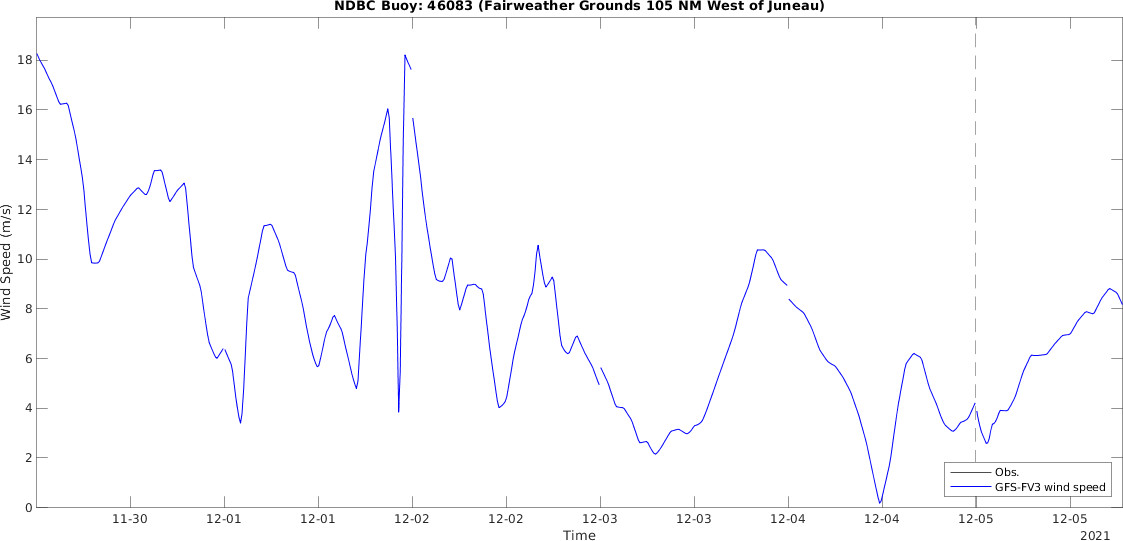 NDBC Buoy: 46083 (Fairweather Grounds 105 NM West of Juneau)
Wind Speed (m/s)
18
16
14
12
10
8
6
4
2
0
Obs.
GFS-FV3 wind speed
11-30 12-01 12-01 12-02 12-02 12-03 12-03 12-04 12-04 12-05 12-05
Time
2021